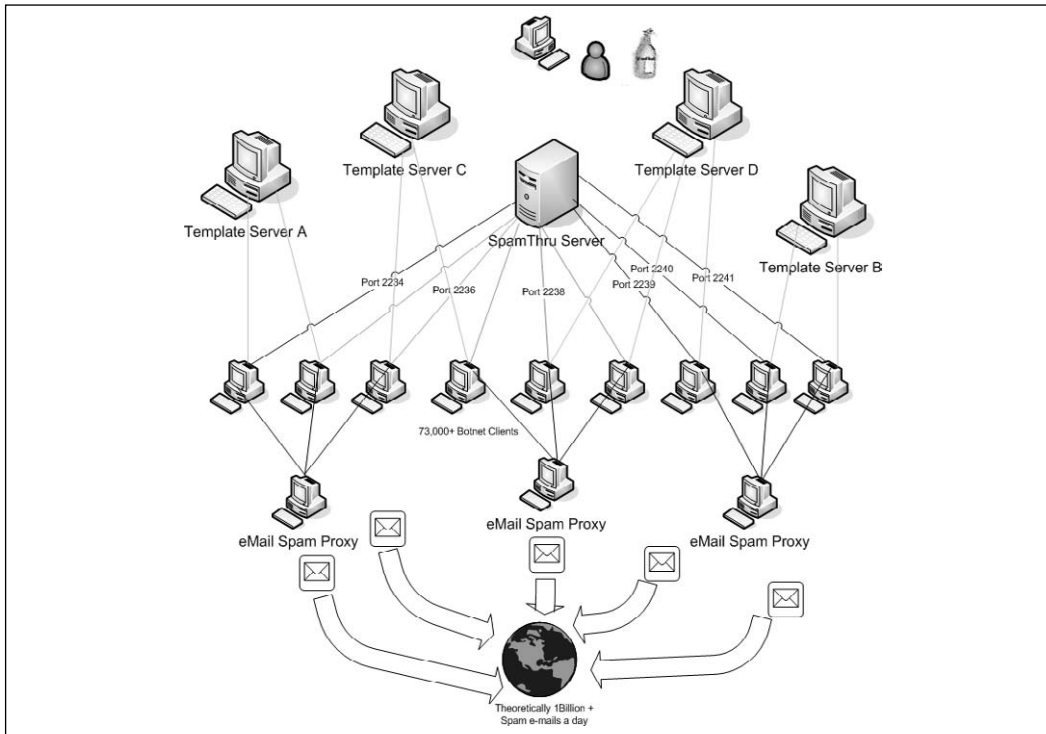 Template Server C
Template Server D
Template Server A
SpamThru Server
Template Server B
Port 2234
Port 2236
Port 2238
Port 2240
Port 2239
Port 2241
73,000+ Botnet Clients
eMail Spam Proxy
eMail Spam Proxy
eMail Spam Proxy
Theoretically 1Billion +
Spam e-mails a day